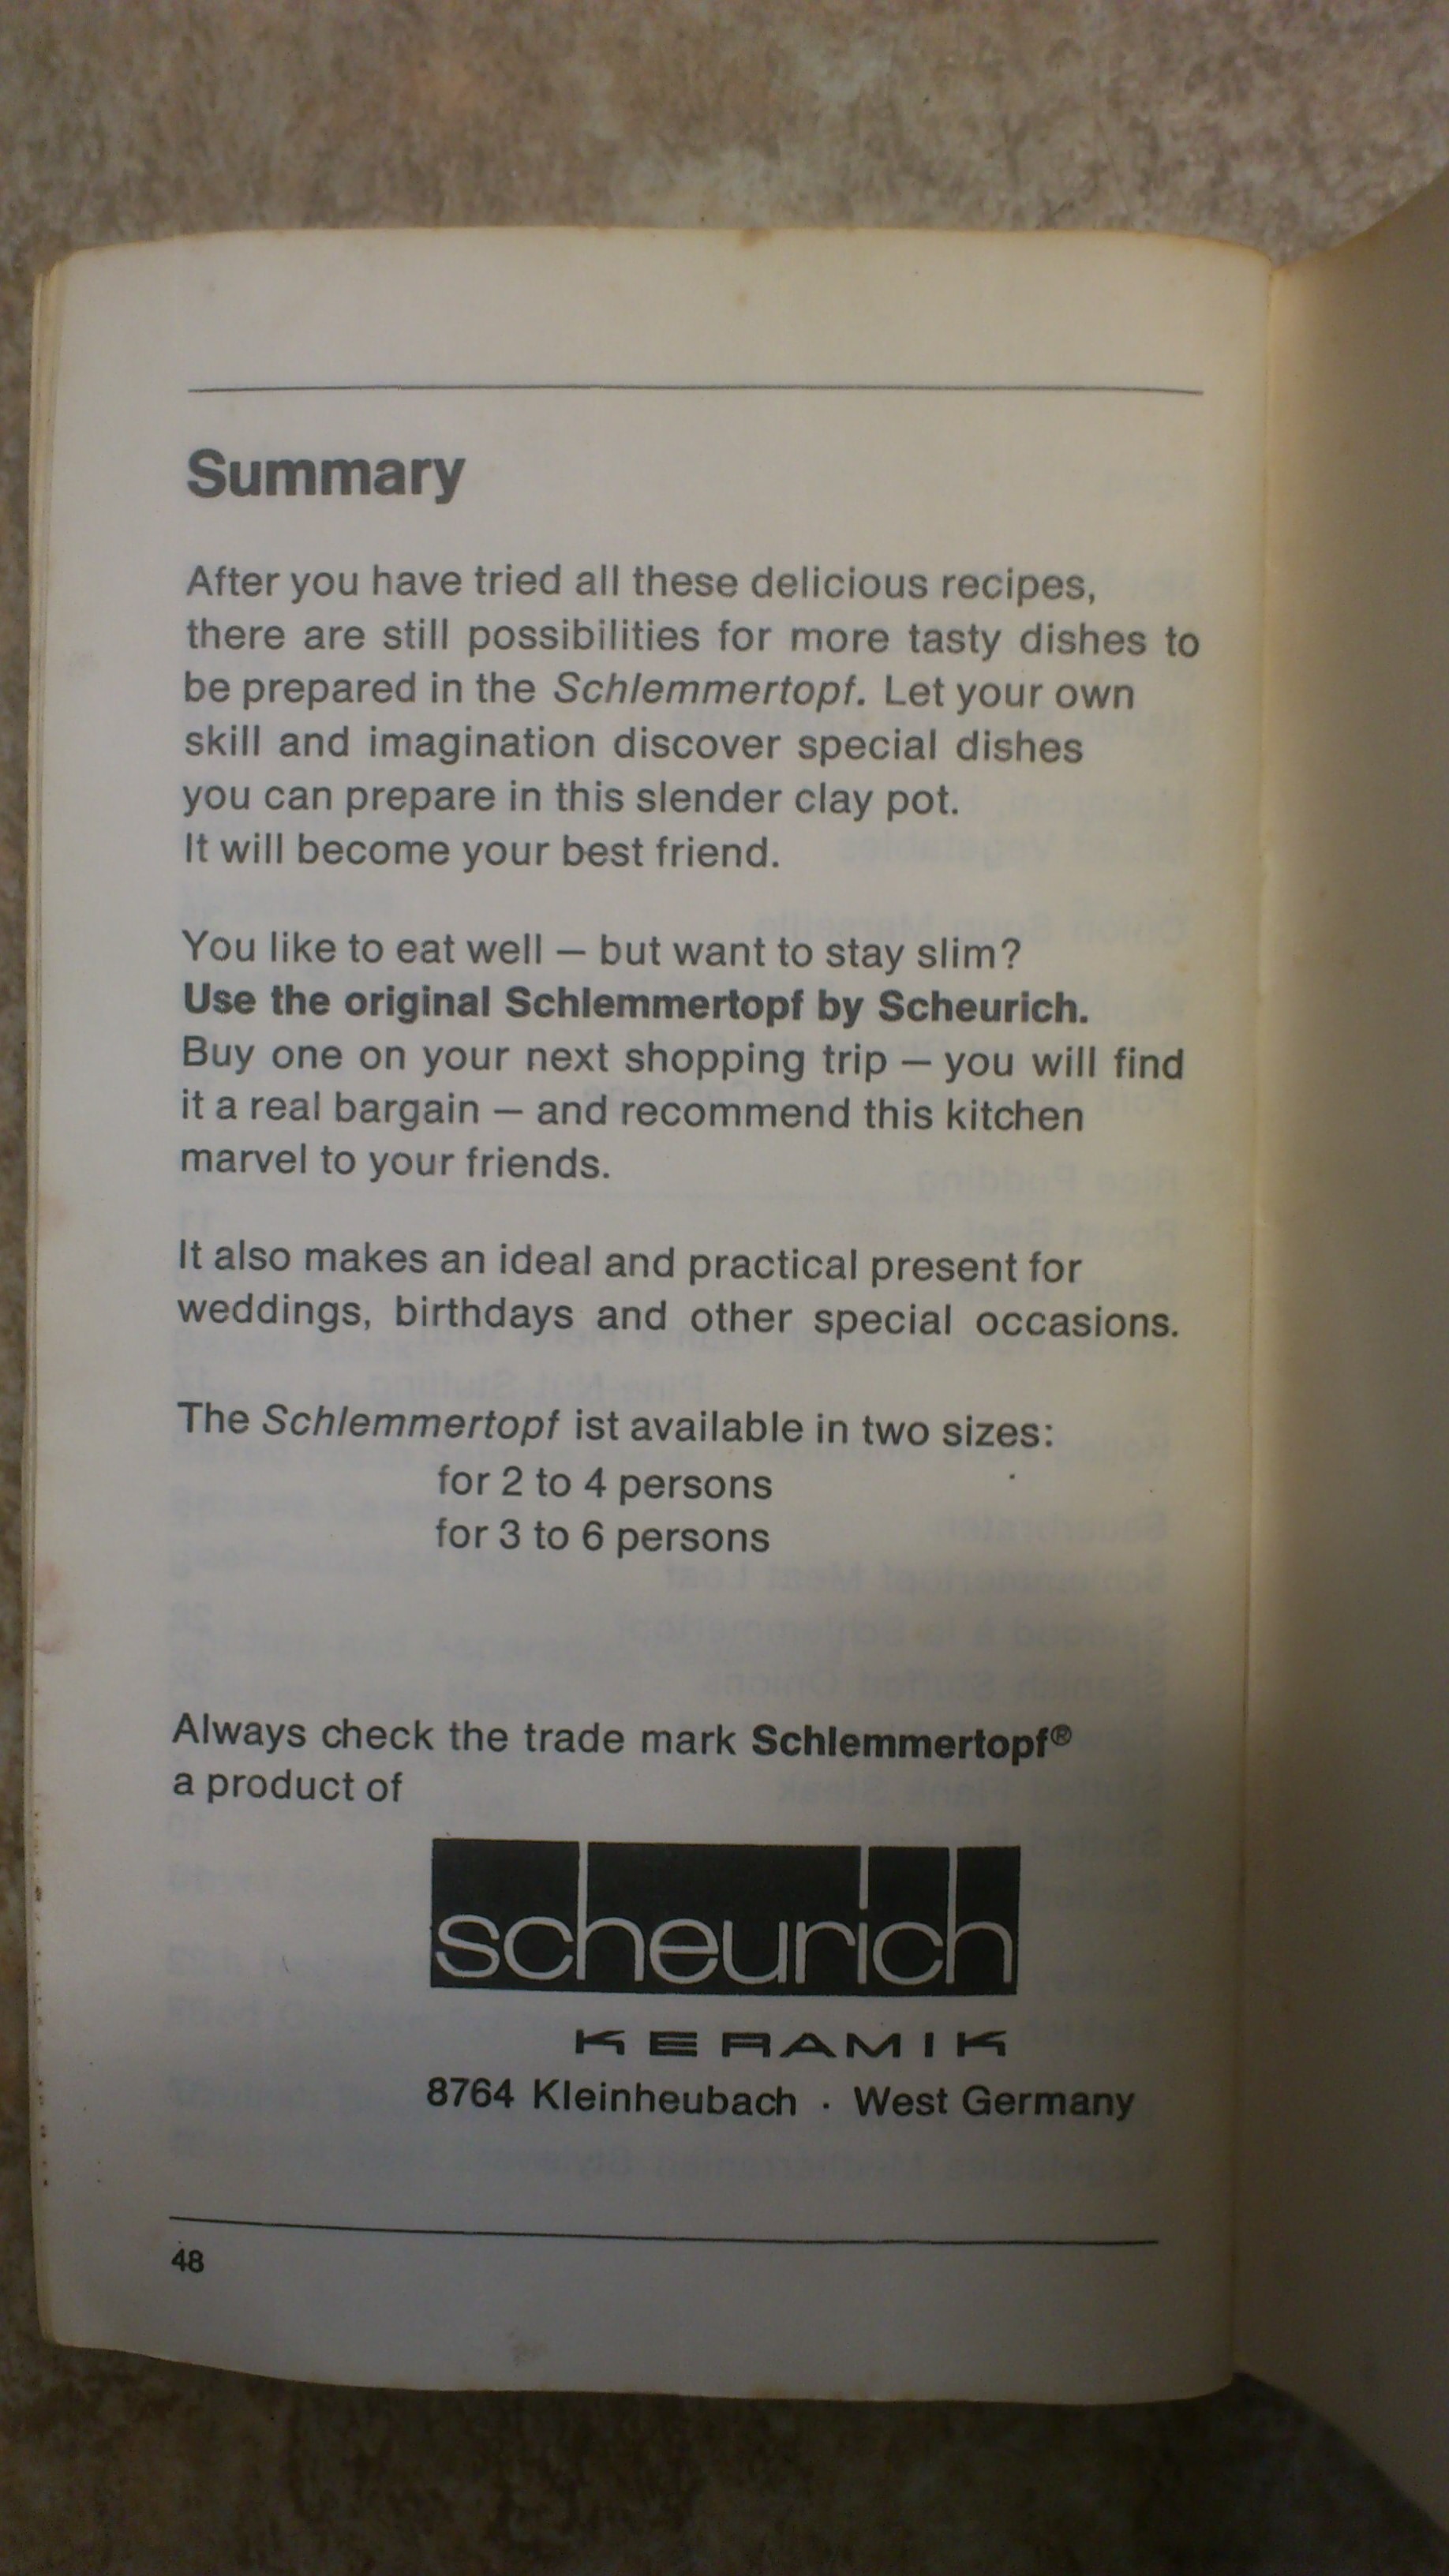 Summary
After you have tried all these delicious recipes,
there are still possibilities for more tasty dishes to
be prepared in the Schlemmertopf. Let your own
skill and imagination discover special dishes
you can prepare in this slender clay pot.
It will become your best friend.
You like to eat well – but want to stay slim?
Use the original Schlemmertopf by Scheurich.
Buy one on your next shopping trip – you will find
it a real bargain – and recommend this kitchen
marvel to your friends.
It also makes an ideal and practical present for
weddings, birthdays and other special occasions.
The Schlemmertopf ist available in two sizes:
for 2 to 4 persons
for 3 to 6 persons
Always check the trade mark Schlemmertopf®
a product of
scheurich
KERAMIK
8764 Kleinheubach · West Germany
48